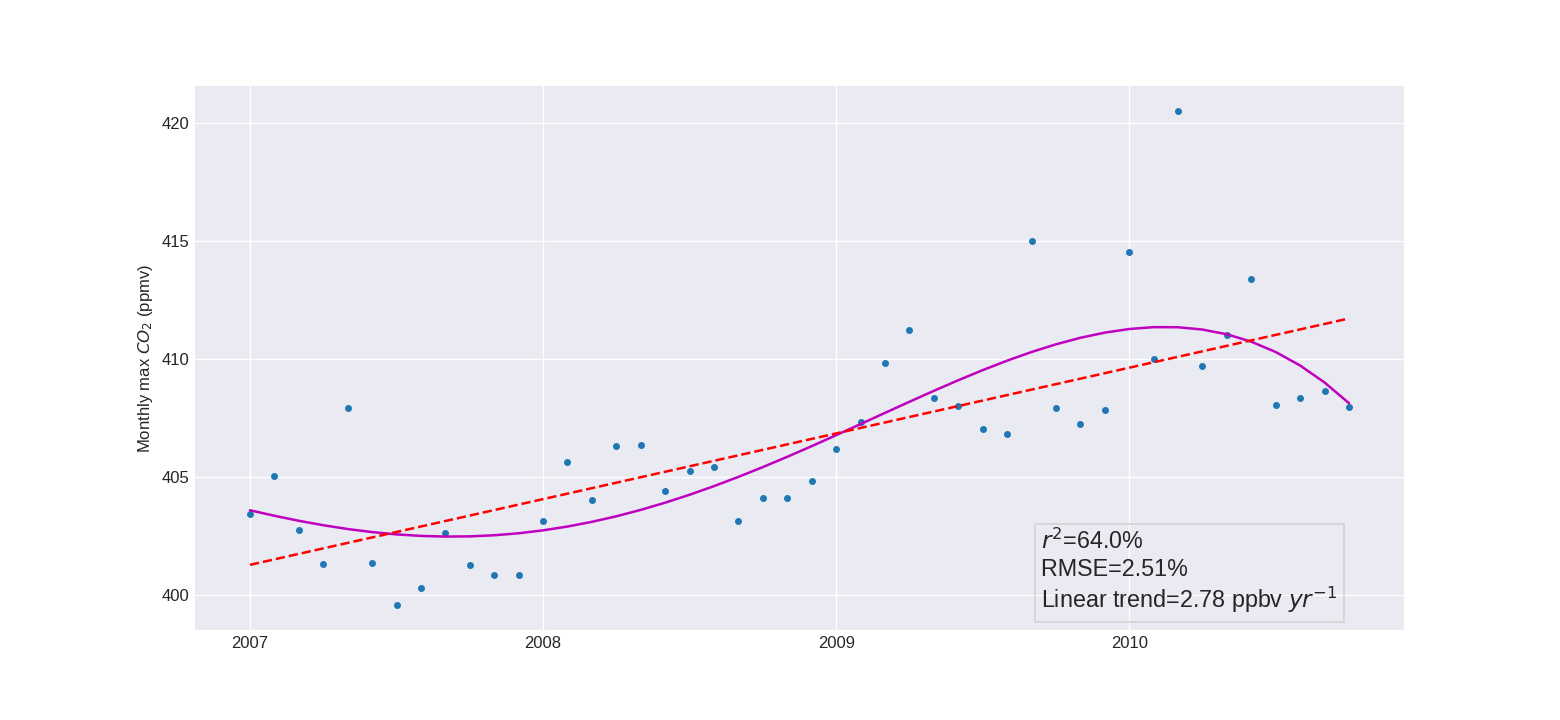 420
415
410
405
400
Monthly max CO₂ (ppmv)
r²=64.0%
RMSE=2.51%
Linear trend=2.78 ppbv yr⁻¹
2007 2008 2009 2010